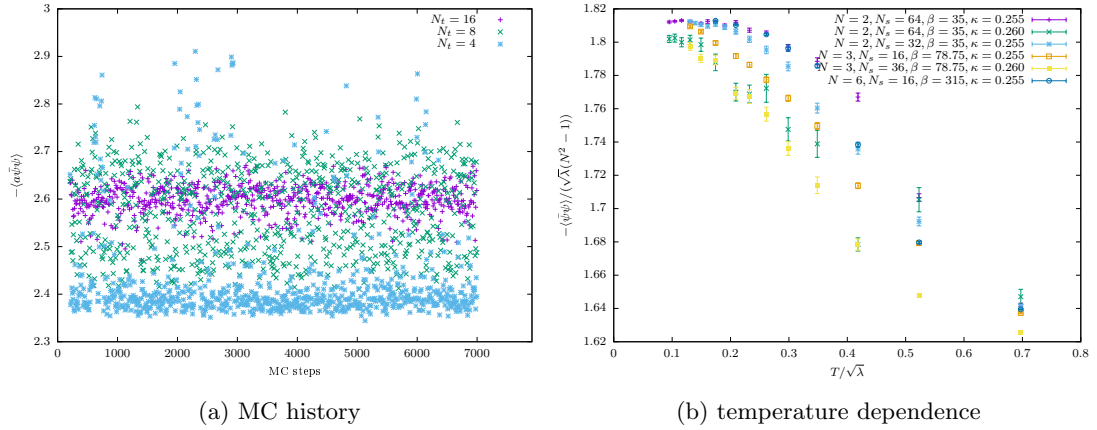 3
2.9
2.8
2.7
2.6
2.5
2.4
2.3
0 1000 2000 3000 4000 5000 6000 7000
−⟨aψ̄ψ⟩
MC steps
N_t = 16
N_t = 8
N_t = 4
(a) MC history
1.82
1.8
1.78
1.76
1.74
1.72
1.7
1.68
1.66
1.64
1.62
0 0.1 0.2 0.3 0.4 0.5 0.6 0.7 0.8
−⟨ψ̄ψ⟩/(√λ(N² − 1))
T/√λ
N = 2, N_s = 64, β = 35, κ = 0.255
N = 2, N_s = 64, β = 35, κ = 0.260
N = 2, N_s = 32, β = 35, κ = 0.255
N = 3, N_s = 16, β = 78.75, κ = 0.255
N = 3, N_s = 36, β = 78.75, κ = 0.260
N = 6, N_s = 16, β = 315, κ = 0.255
(b) temperature dependence